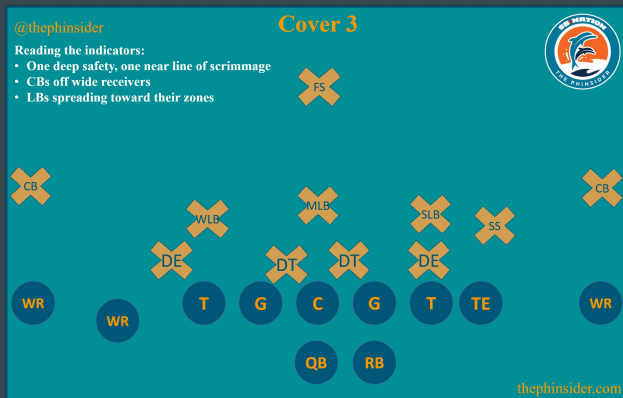 @thephinsider
Cover 3
SB NATION
THE PHINSIDER
Reading the indicators:
• One deep safety, one near line of scrimmage
• CBs off wide receivers
• LBs spreading toward their zones
FS
CB
CB
WLB
MLB
SLB
SS
DE
DT
DT
DE
WR
WR
T
G
C
G
T
TE
WR
QB
RB
thephinsider.com